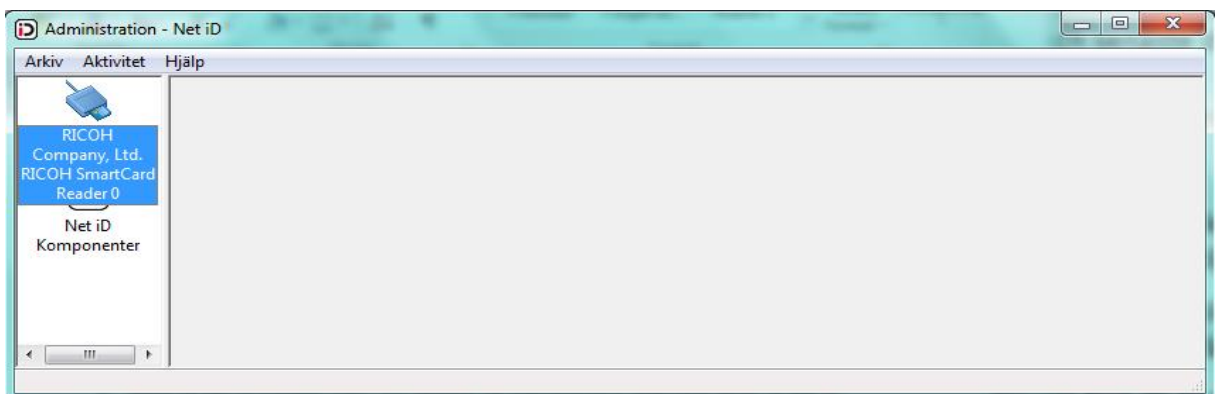 Administration - Net iD
Arkiv Aktivitet Hjälp
RICOH
Company, Ltd.
RICOH SmartCard
Reader 0
Net iD
Komponenter